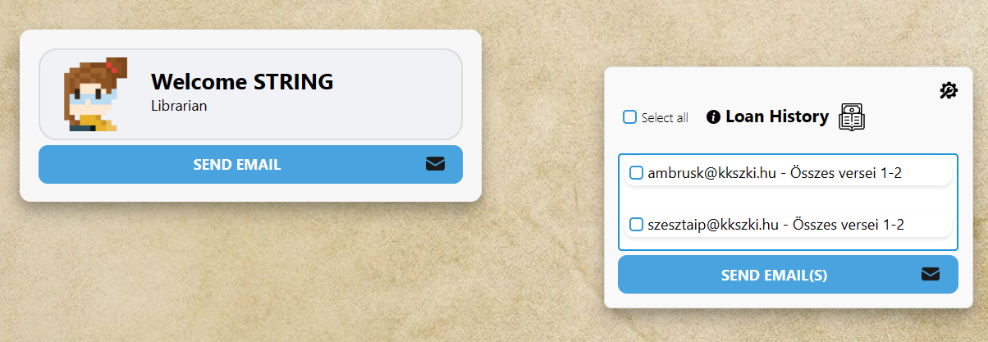 Welcome STRING
Librarian
SEND EMAIL
Select all
Loan History
ambrusk@kkszki.hu - Összes versei 1-2
szesztaip@kkszki.hu - Összes versei 1-2
SEND EMAIL(S)